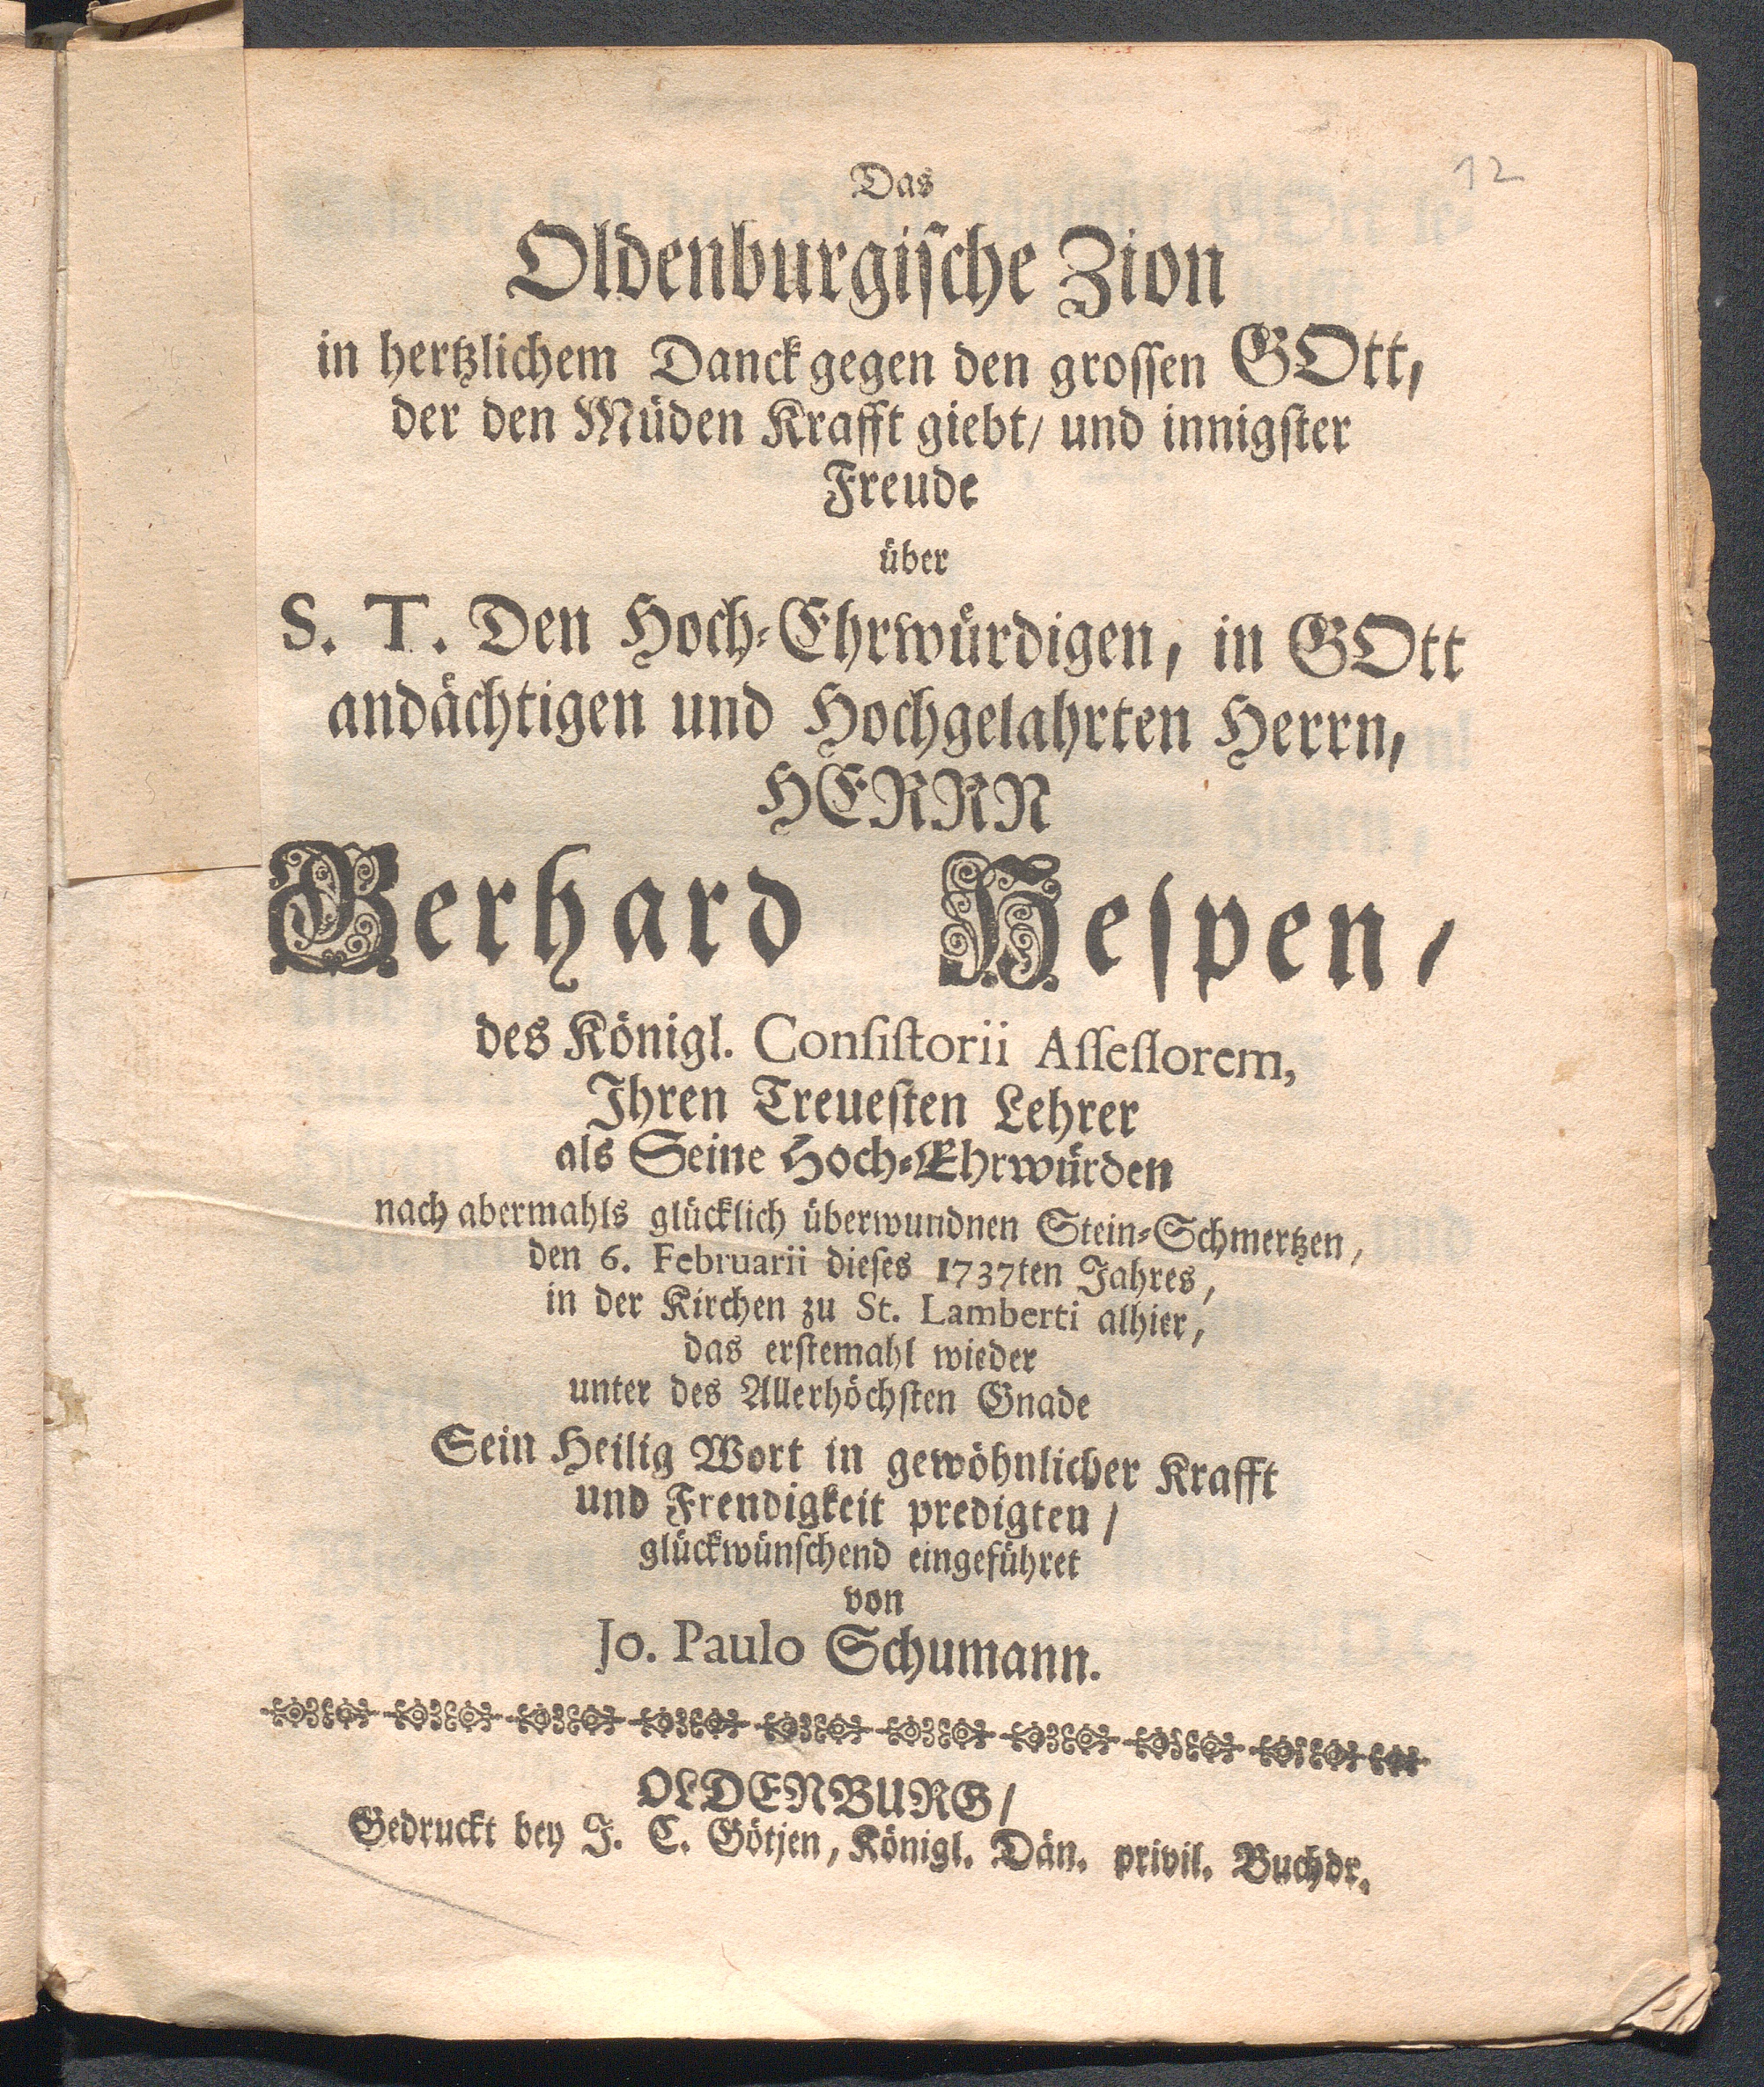 12
Das
Oldenburgische Zion
in hertzlichem Danck gegen den grossen GOtt,
der den Müden Krafft giebt/ und innigster
Freude
über
S. T. Den Hoch-Ehrwürdigen, in GOtt
andächtigen und Hochgelahrten Herrn,
HERRN
Gerhard Hespen/
des Königl. Consistorii Assessorem,
Ihren Treuesten Lehrer
als Seine Hoch-Ehrwürden
nach abermahls glücklich überwundnen Stein-Schmertzen,
den 6. Februarii dieses 1737ten Jahres,
in der Kirchen zu St. Lamberti alhier,
das erstemahl wieder
unter des Allerhöchsten Gnade
Sein Heilig Wort in gewöhnlicher Krafft
und Frendigkeit predigten/
glückwünschend eingeführet
von
Jo. Paulo Schumann.
OLDENBURG/
Gedruckt bey J. C. Götjen, Königl. Dän. privil. Buchdr.